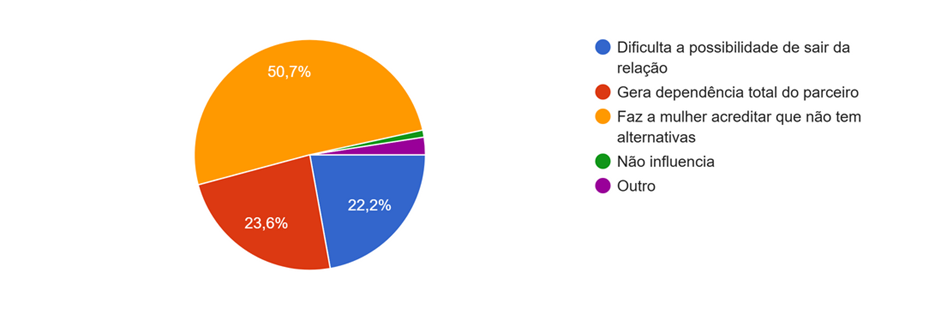 50,7%
23,6%
22,2%
Dificulta a possibilidade de sair da
relação
Gera dependência total do parceiro
Faz a mulher acreditar que não tem
alternativas
Não influencia
Outro